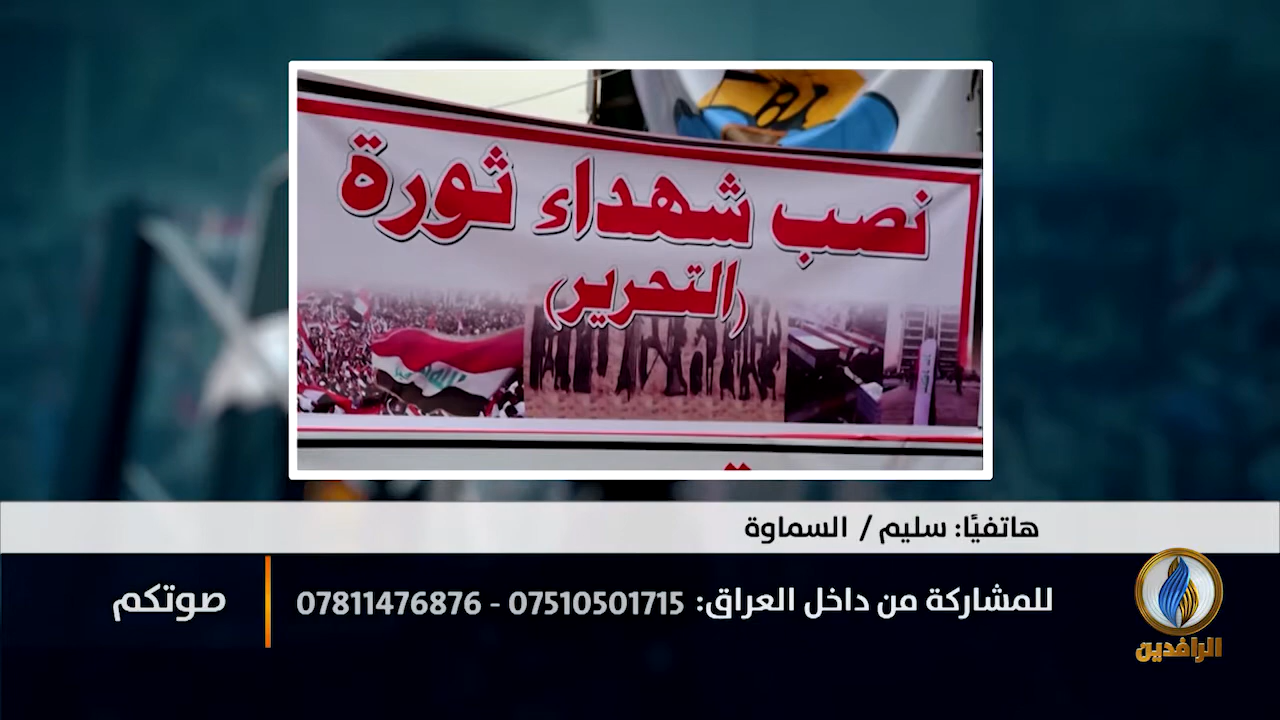 نصب شهداء ثورة
(التحرير)
هاتفيًا: سليم / السماوة
للمشاركة من داخل العراق: 07510501715 - 07811476876
صوتكم
الرافدين